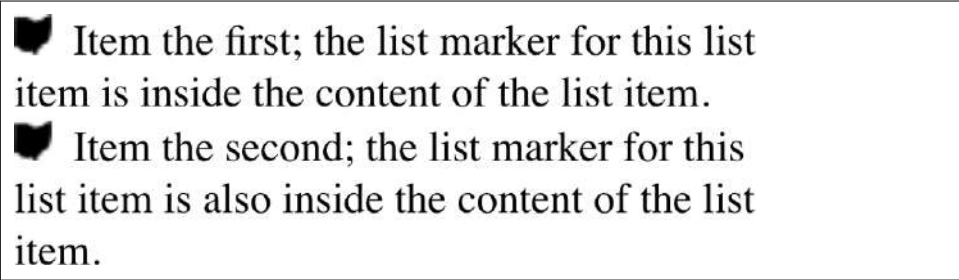 Item the first; the list marker for this list
item is inside the content of the list item.
Item the second; the list marker for this
list item is also inside the content of the list
item.